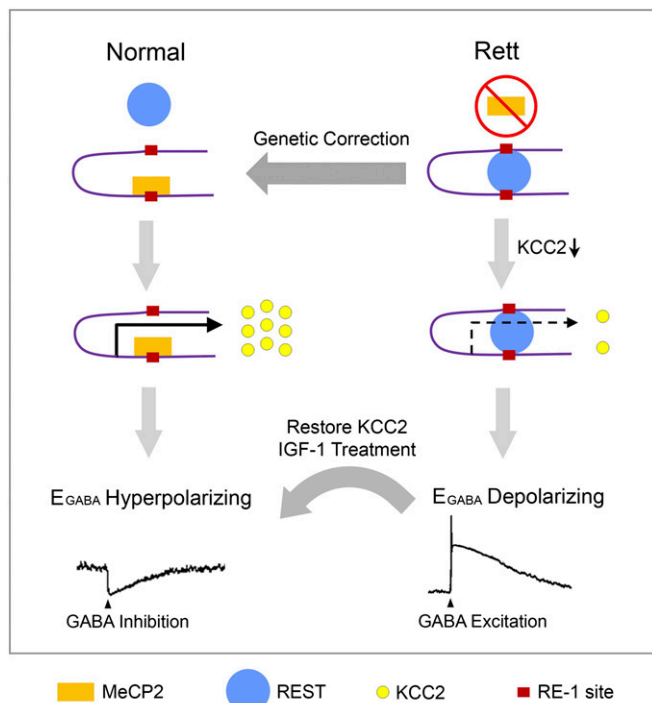 Normal
Rett
Genetic Correction
KCC2
Restore KCC2
IGF-1 Treatment
EGABA Hyperpolarizing
EGABA Depolarizing
GABA Inhibition
GABA Excitation
MeCP2
REST
KCC2
RE-1 site